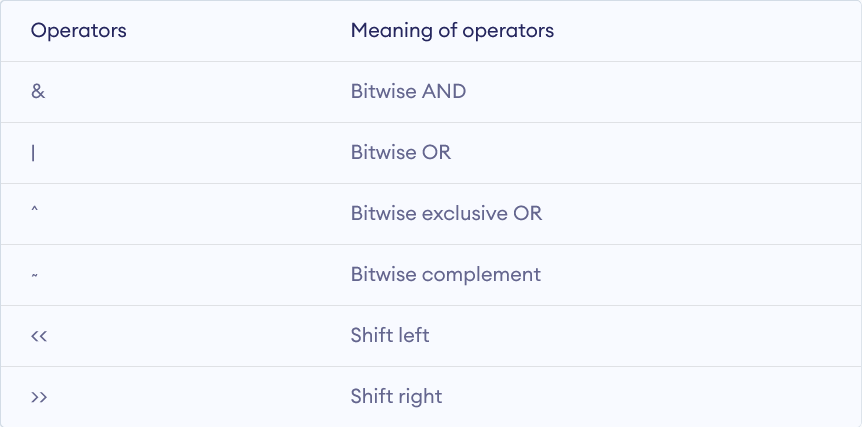 Operators Meaning of operators
& Bitwise AND
| Bitwise OR
^ Bitwise exclusive OR
~ Bitwise complement
<< Shift left
>> Shift right